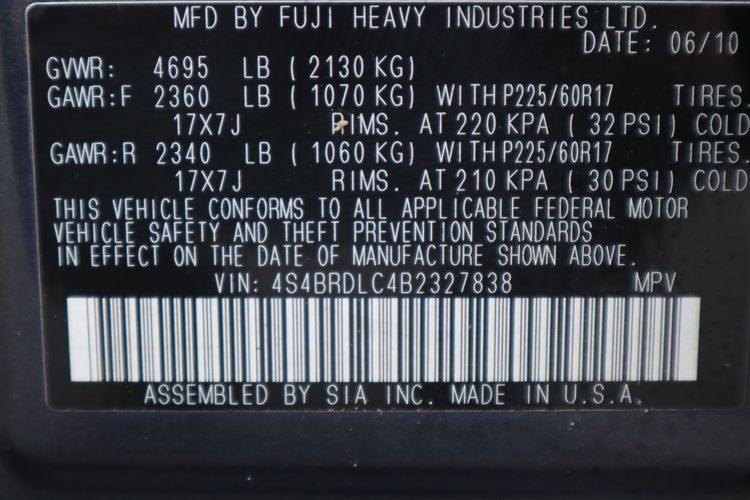 MFD BY FUJI HEAVY INDUSTRIES LTD.
DATE: 06/10
GVWR: 4695 LB ( 2130 KG)
GAWR:F 2360 LB ( 1070 KG) WITH P225/60R17 TIRES
17X7J RIMS. AT 220 KPA ( 32 PSI) COLD
GAWR:R 2340 LB ( 1060 KG) WITH P225/60R17 TIRES
17X7J RIMS. AT 210 KPA ( 30 PSI) COLD
THIS VEHICLE CONFORMS TO ALL APPLICABLE FEDERAL MOTOR
VEHICLE SAFETY AND THEFT PREVENTION STANDARDS
IN EFFECT ON THE DATE OF MANUFACTURE SHOWN ABOVE.
VIN: 4S4BRDLC4B2327838 MPV
ASSEMBLED BY SIA INC. MADE IN U.S.A.